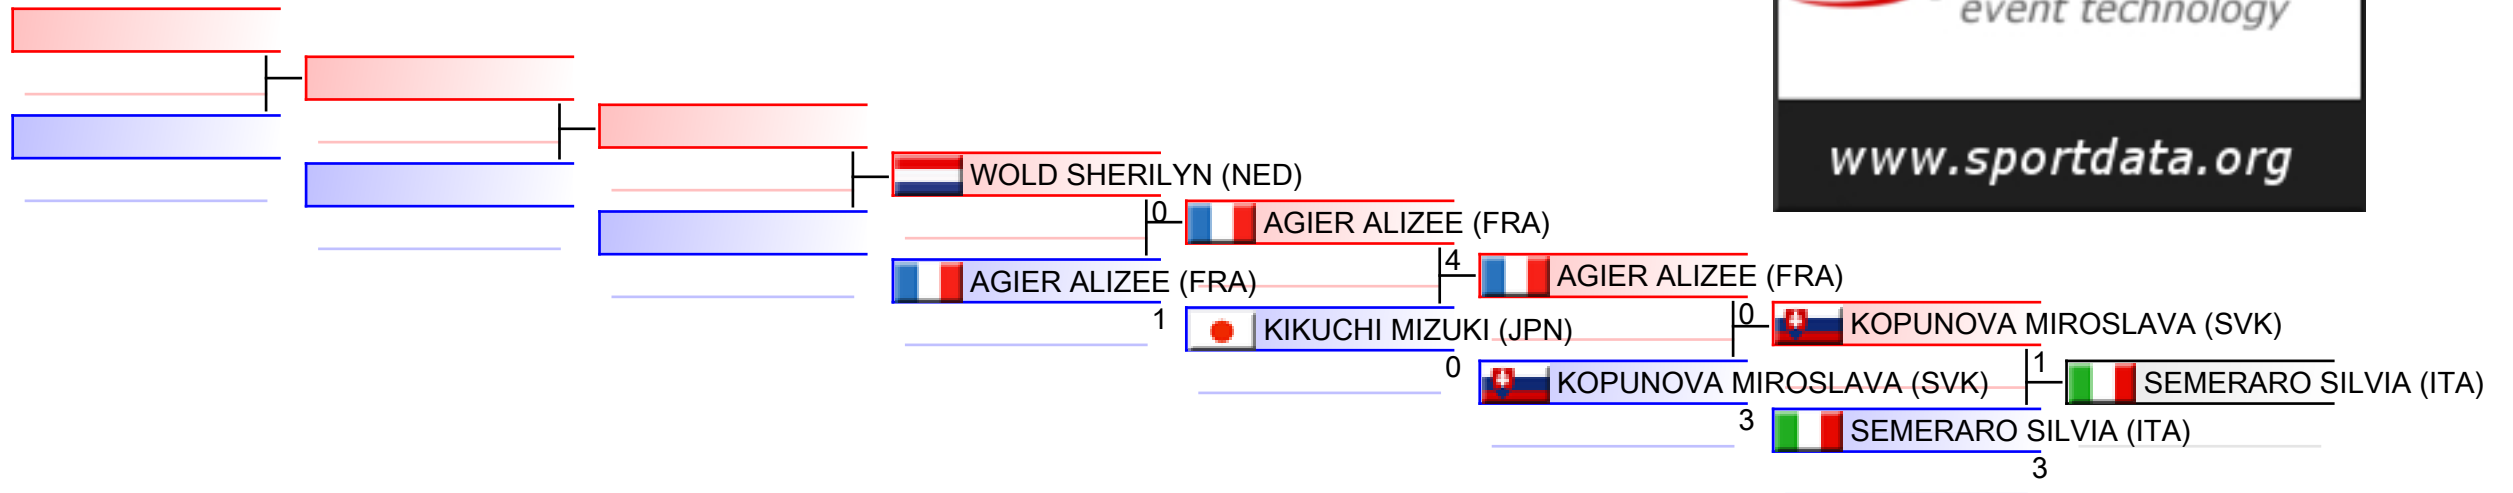 event technology
www.sportdata.org
WOLD SHERILYN (NED)
0
AGIER ALIZEE (FRA)
AGIER ALIZEE (FRA)
1
4
AGIER ALIZEE (FRA)
KIKUCHI MIZUKI (JPN)
0
0
KOPUNOVA MIROSLAVA (SVK)
KOPUNOVA MIROSLAVA (SVK)
3
1
SEMERARO SILVIA (ITA)
SEMERARO SILVIA (ITA)
3